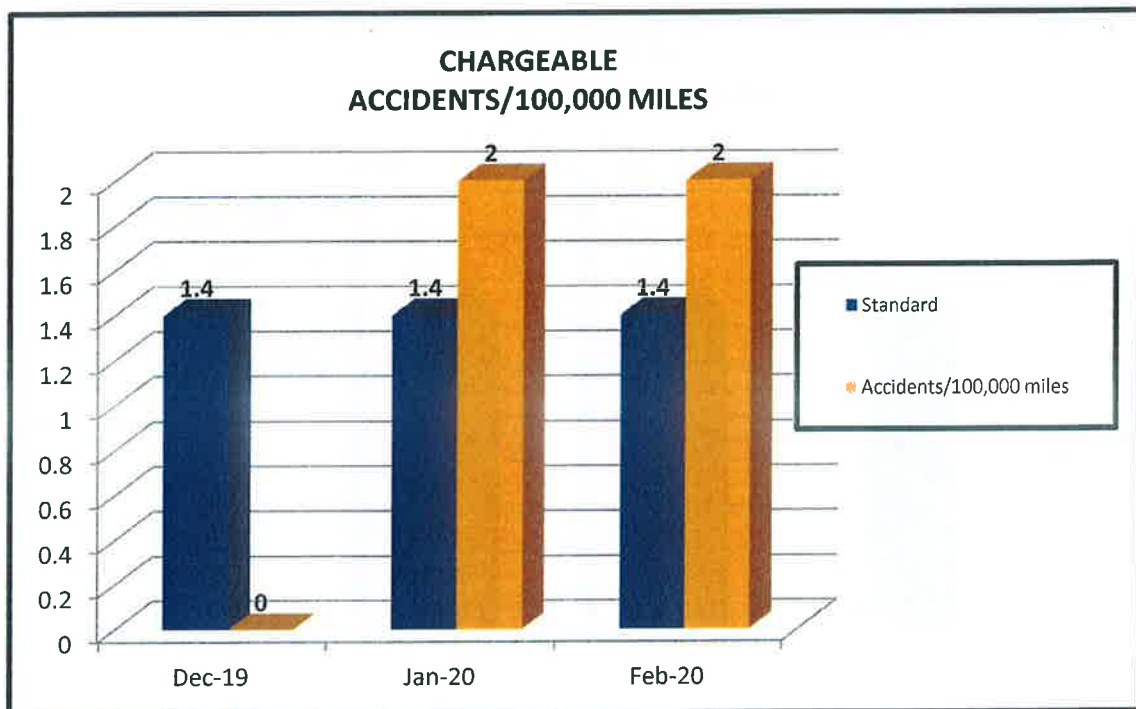 CHARGEABLE
ACCIDENTS/100,000 MILES
2
1.8
1.6
1.4
1.2
1
0.8
0.6
0.4
0.2
0
1.4
0
1.4
2
1.4
2
Dec-19
Jan-20
Feb-20
Standard
Accidents/100,000 miles